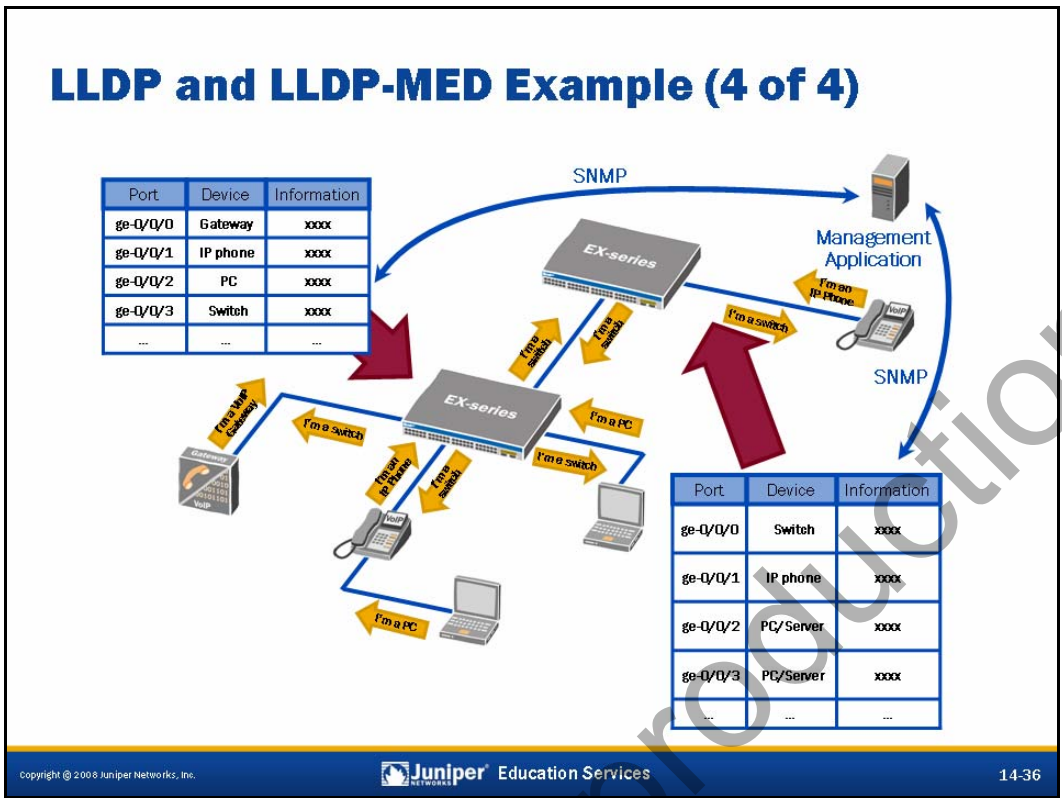 LLDP and LLDP-MED Example (4 of 4)
Port Device Information
ge-0/0/0 Gateway xxxx
ge-0/0/1 IP phone xxxx
ge-0/0/2 PC xxxx
ge-0/0/3 Switch xxxx
... ... ...
SNMP
EX-series
Management
Application
I'm an
IP Phone
I'm a switch
VoIP
I'm a
switch
I'm a
switch
SNMP
EX-series
I'm a VoIP
Gateway
I'm a switch
I'm a PC
I'm a switch
I'm an
IP Phone
I'm a
switch
Gateway
VoIP
VoIP
I'm a PC
Port Device Information
ge-0/0/0 Switch xxxx
ge-0/0/1 IP phone xxxx
ge-0/0/2 PC/Server xxxx
ge-0/0/3 PC/Server xxxx
... ... ...
Copyright © 2008 Juniper Networks, Inc.
Juniper NETWORKS Education Services
14-36